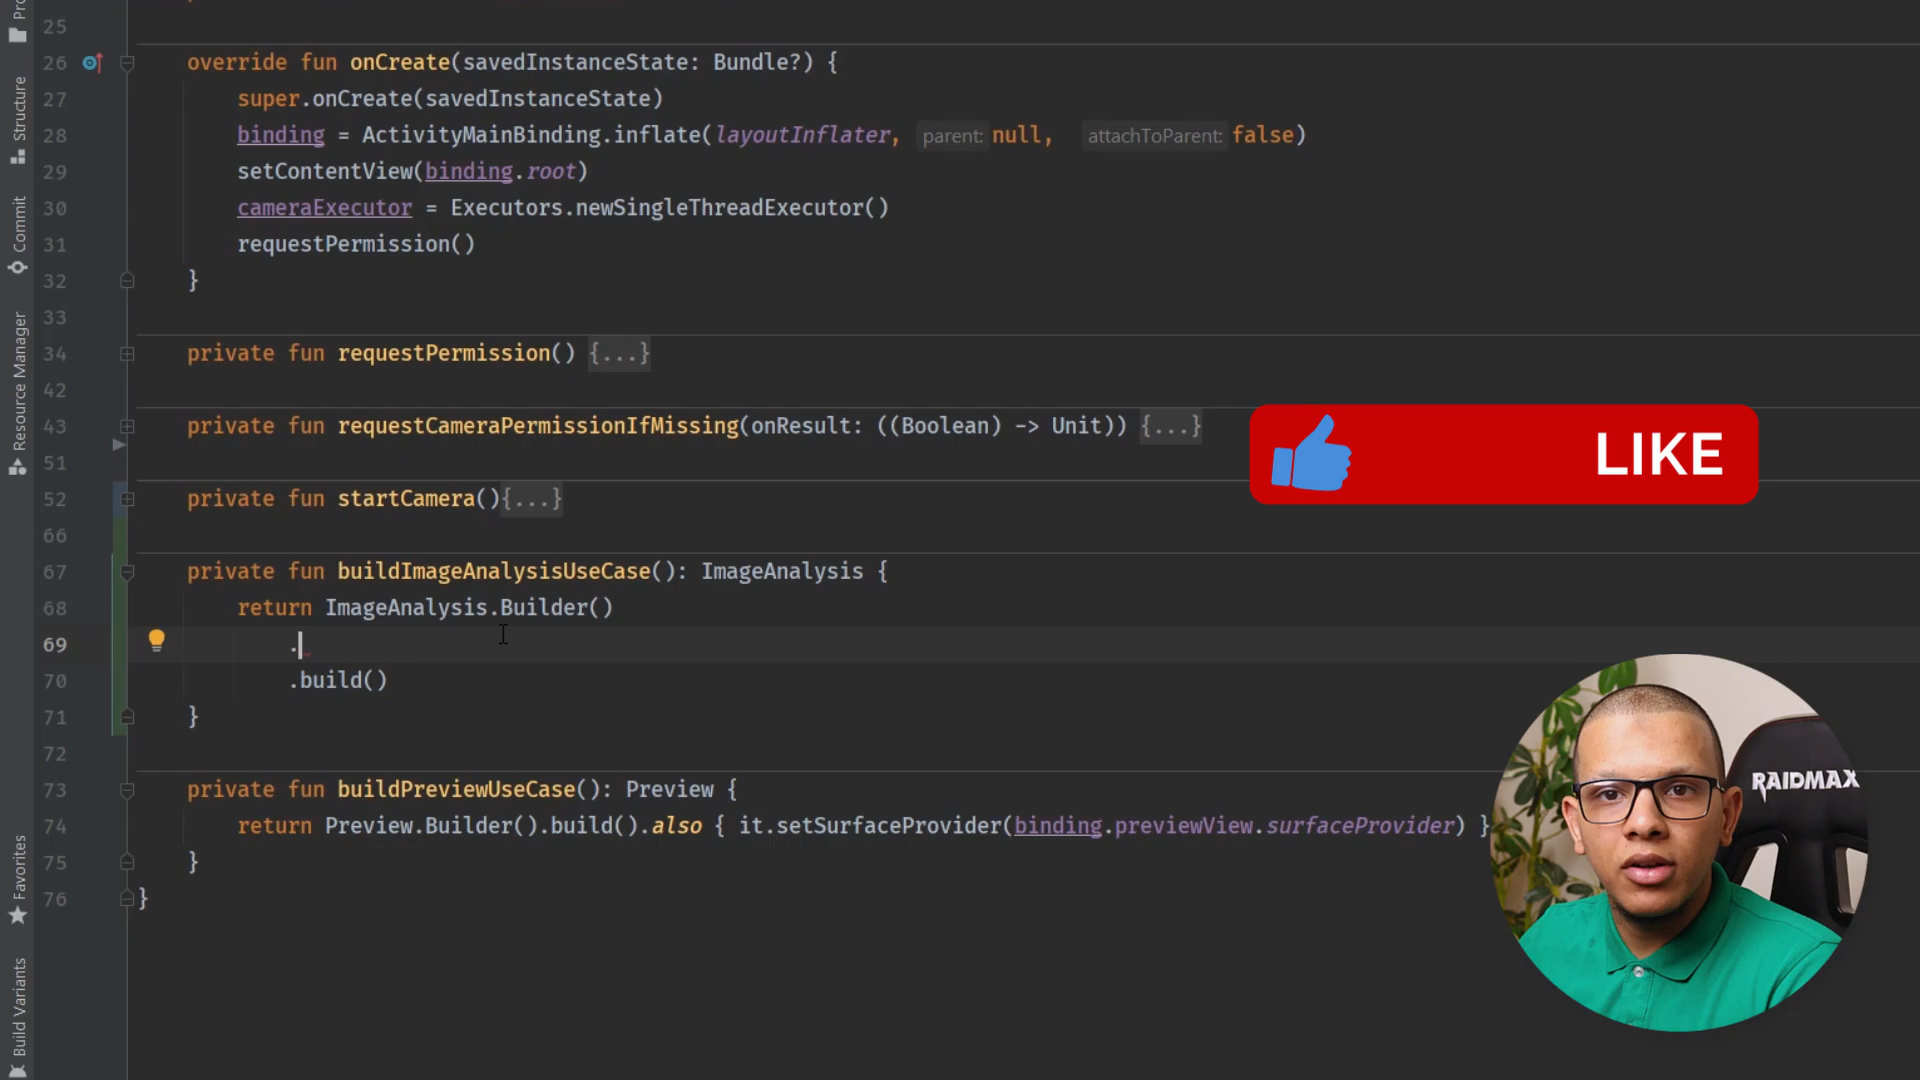 25
26 override fun onCreate(savedInstanceState: Bundle?) {
27 super.onCreate(savedInstanceState)
28 binding = ActivityMainBinding.inflate(layoutInflater, parent: null, attachToParent: false)
29 setContentView(binding.root)
30 cameraExecutor = Executors.newSingleThreadExecutor()
31 requestPermission()
32 }
33
34 private fun requestPermission() {...}
42
43 private fun requestCameraPermissionIfMissing(onResult: ((Boolean) -> Unit)) {...}
51
52 private fun startCamera(){...}
66
67 private fun buildImageAnalysisUseCase(): ImageAnalysis {
68 return ImageAnalysis.Builder()
69 .
70 .build()
71 }
72
73 private fun buildPreviewUseCase(): Preview {
74 return Preview.Builder().build().also { it.setSurfaceProvider(binding.previewView.surfaceProvider) }
75 }
76 }
Structure
Commit
Resource Manager
Favorites
Build Variants
LIKE
RAIDMAX